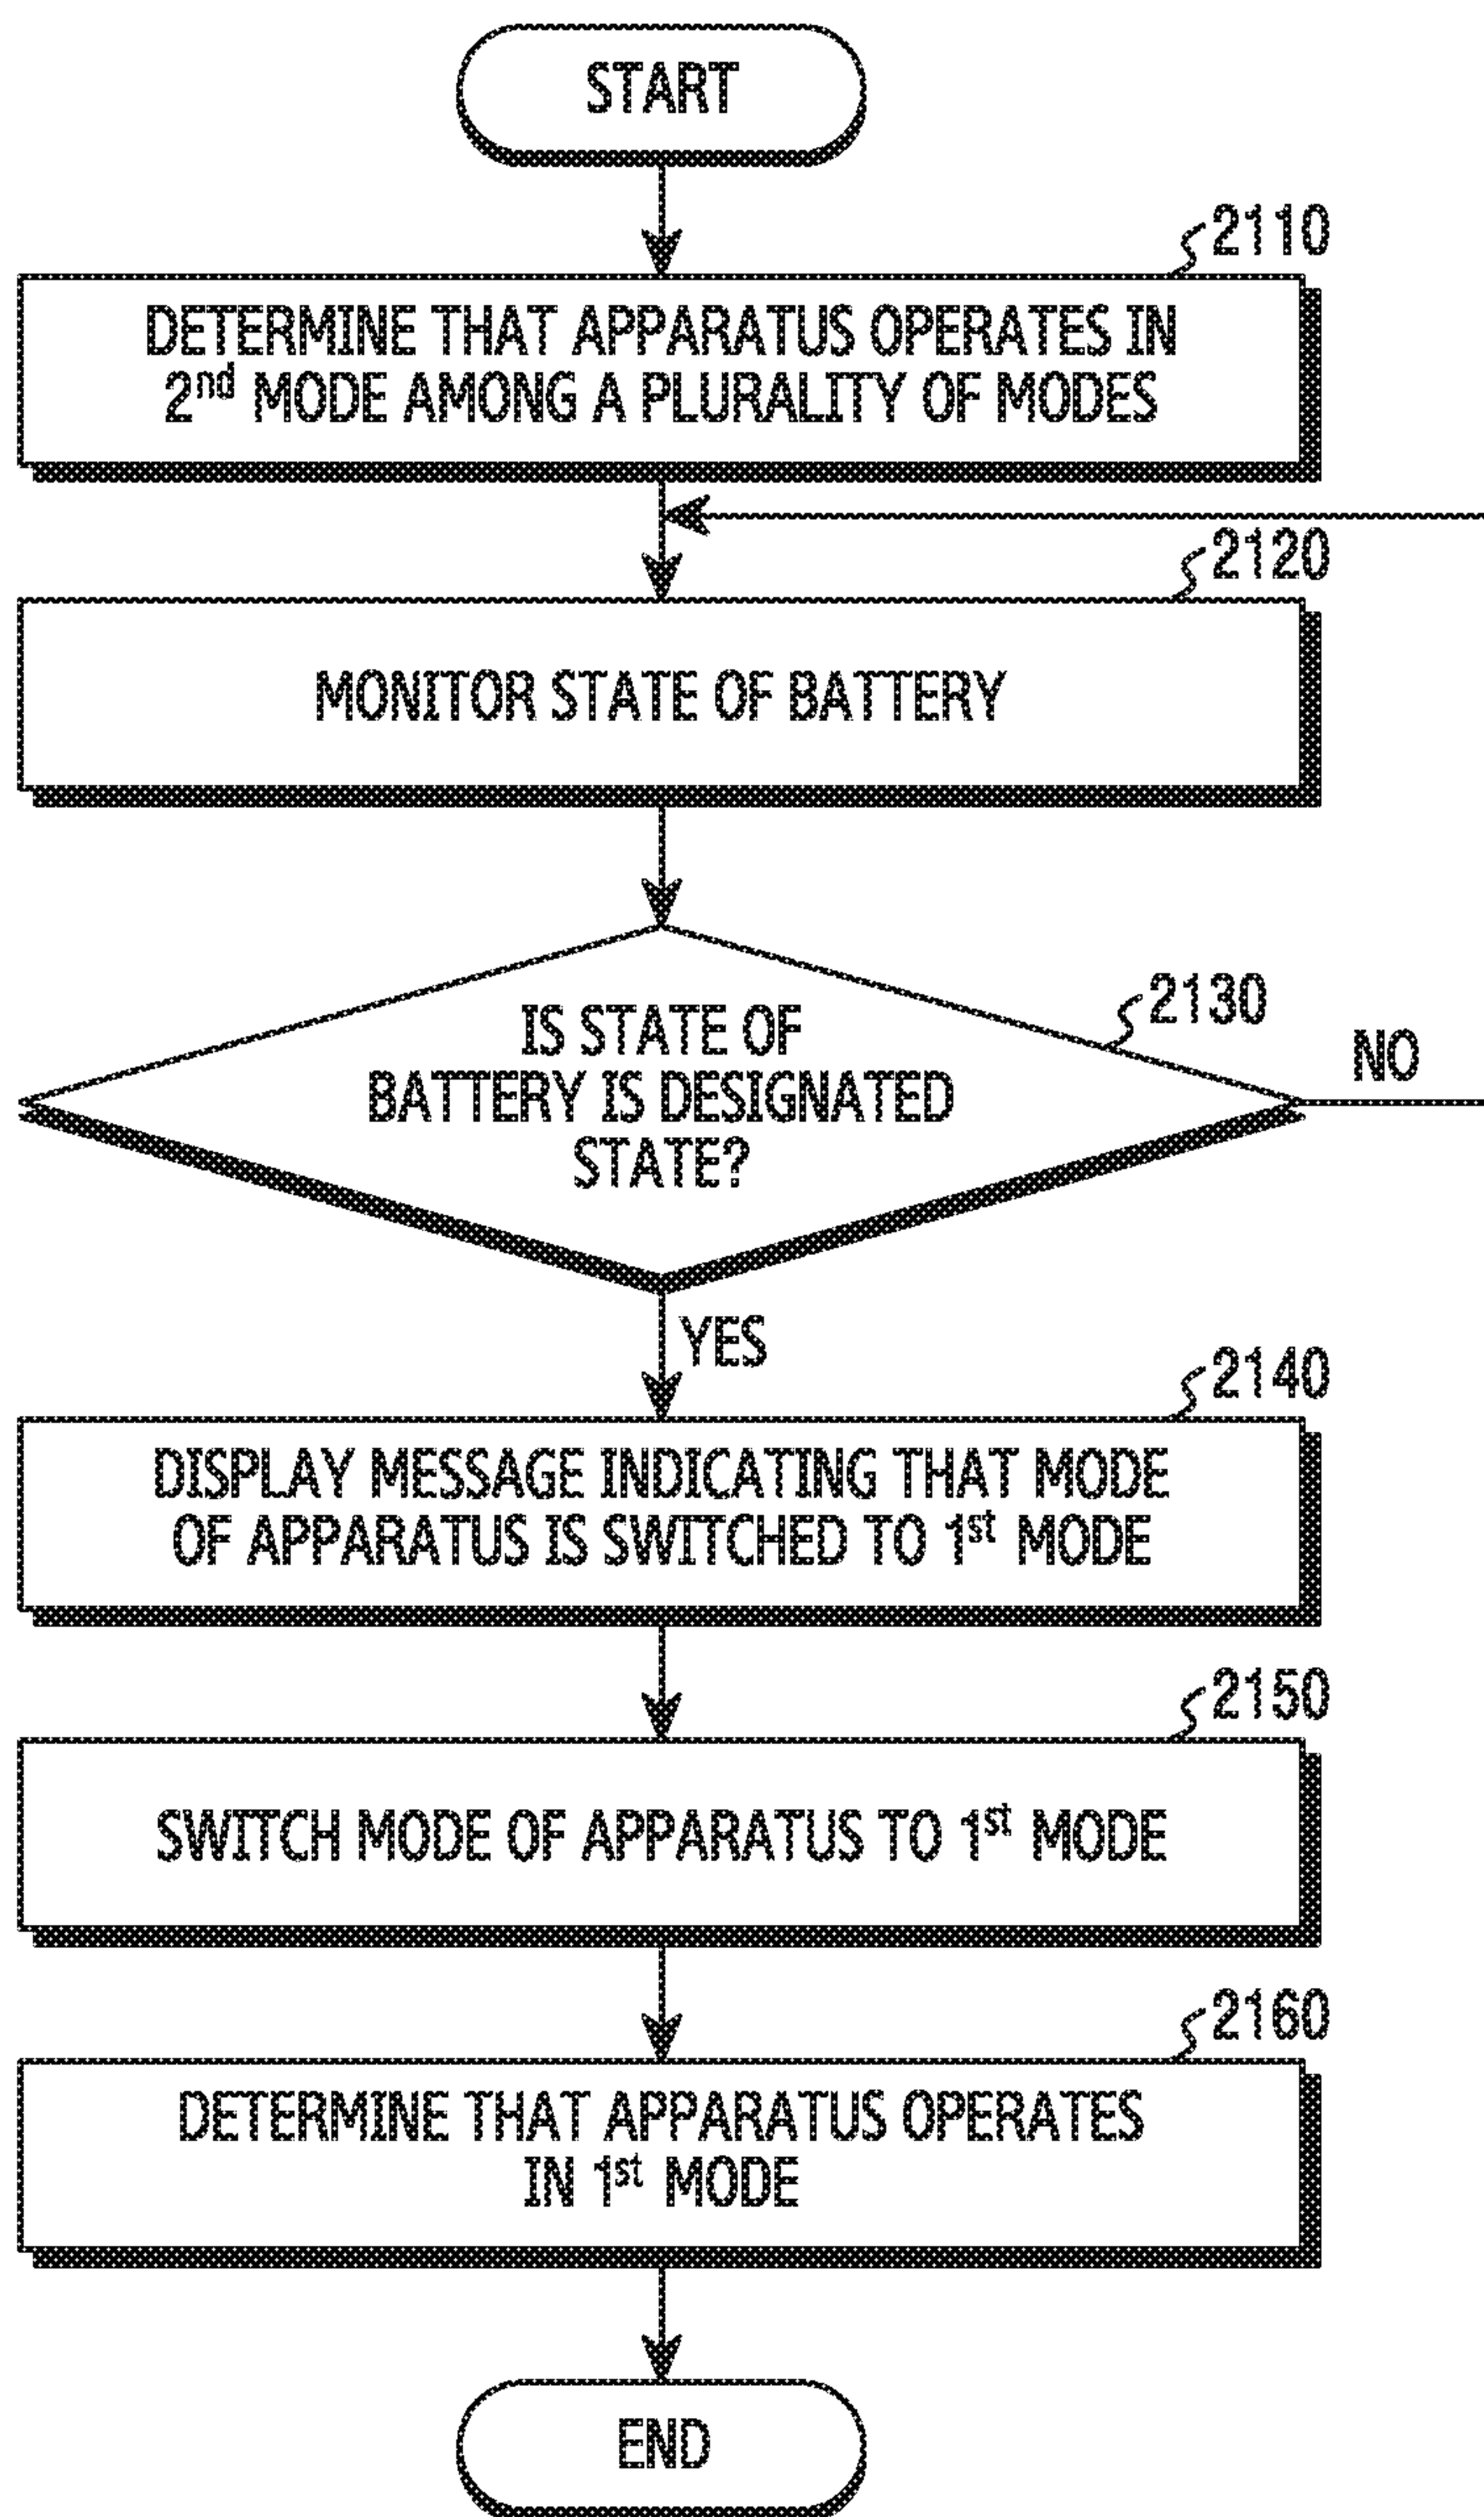 START
2110
DETERMINE THAT APPARATUS OPERATES IN
2nd MODE AMONG A PLURALITY OF MODES
2120
MONITOR STATE OF BATTERY
2130
IS STATE OF
BATTERY IS DESIGNATED
STATE?
NO
YES
2140
DISPLAY MESSAGE INDICATING THAT MODE
OF APPARATUS IS SWITCHED TO 1st MODE
2150
SWITCH MODE OF APPARATUS TO 1st MODE
2160
DETERMINE THAT APPARATUS OPERATES
IN 1st MODE
END